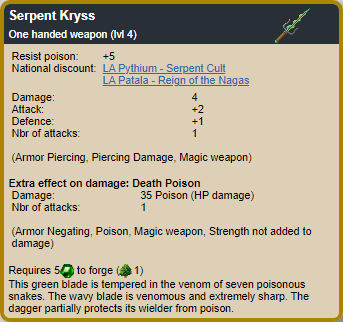 Serpent Kryss
One handed weapon (lvl 4)
Resist poison: +5
National discount: LA Pythium - Serpent Cult
LA Patala - Reign of the Nagas
Damage: 4
Attack: +2
Defence: +1
Nbr of attacks: 1
(Armor Piercing, Piercing Damage, Magic weapon)
Extra effect on damage: Death Poison
Damage: 35 Poison (HP damage)
Nbr of attacks: 1
(Armor Negating, Poison, Magic weapon, Strength not added to
damage)
Requires 5 to forge ( 1)
This green blade is tempered in the venom of seven poisonous
snakes. The wavy blade is venomous and extremely sharp. The
dagger partially protects its wielder from poison.